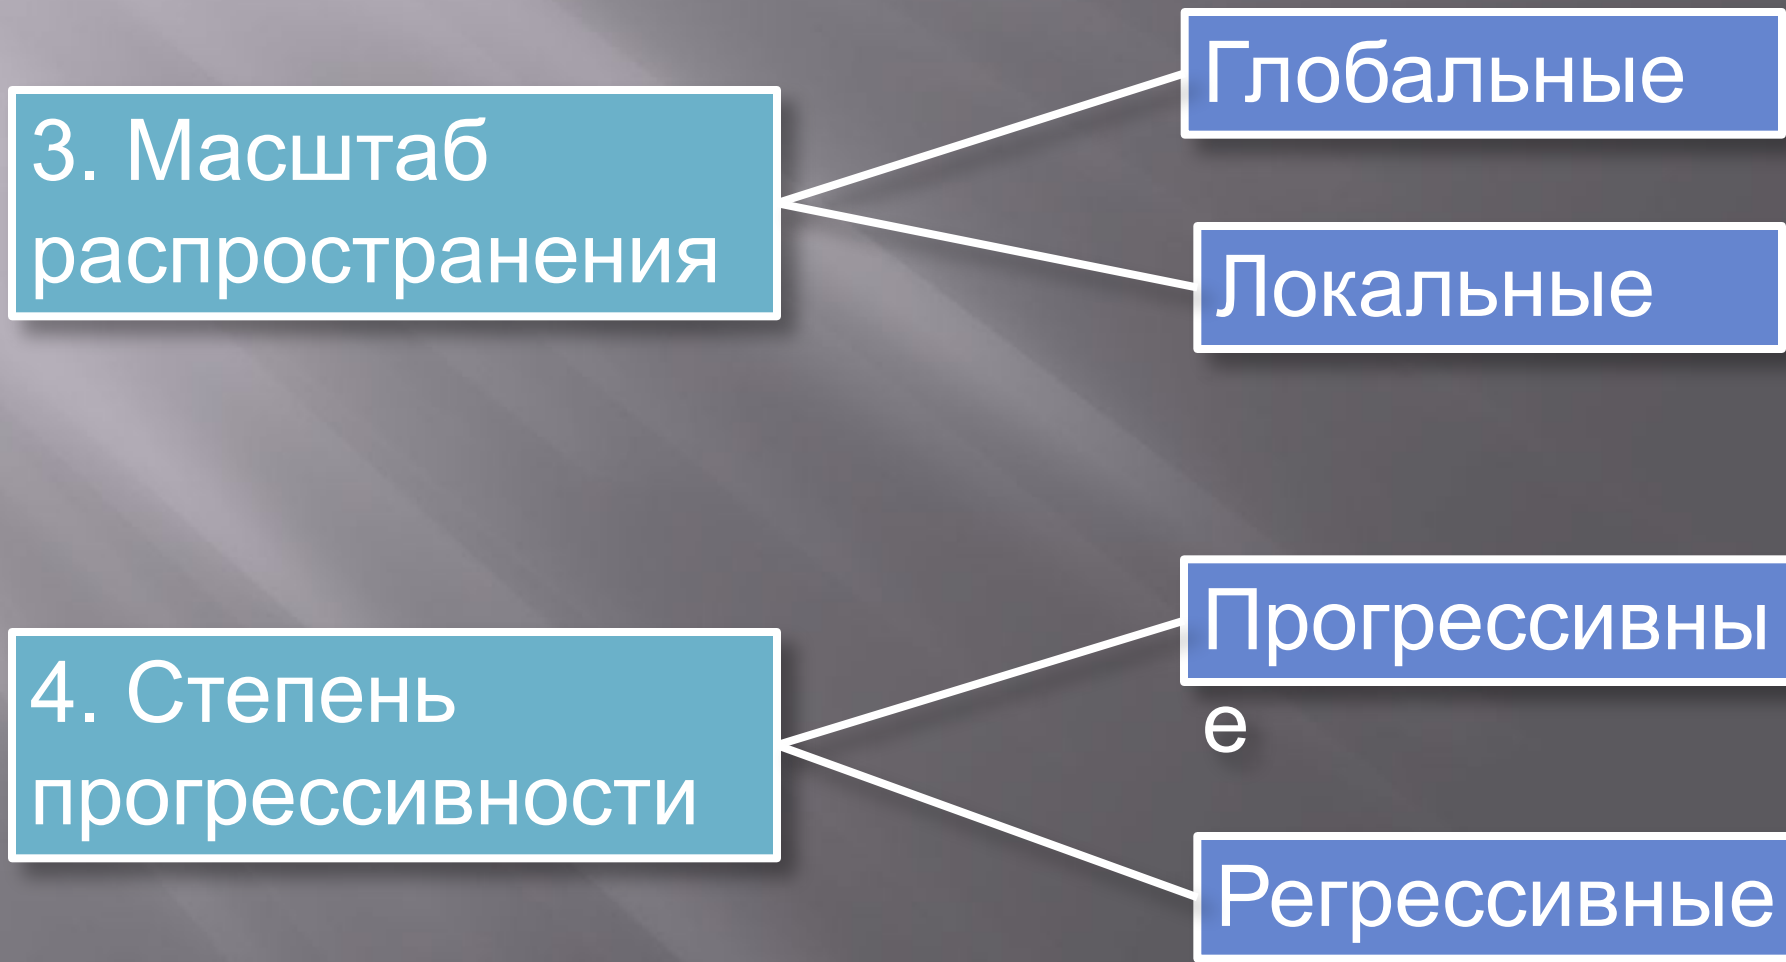 3. Масштаб
распространения
Глобальные
Локальные
4. Степень
прогрессивности
Прогрессивны
е
Регрессивные